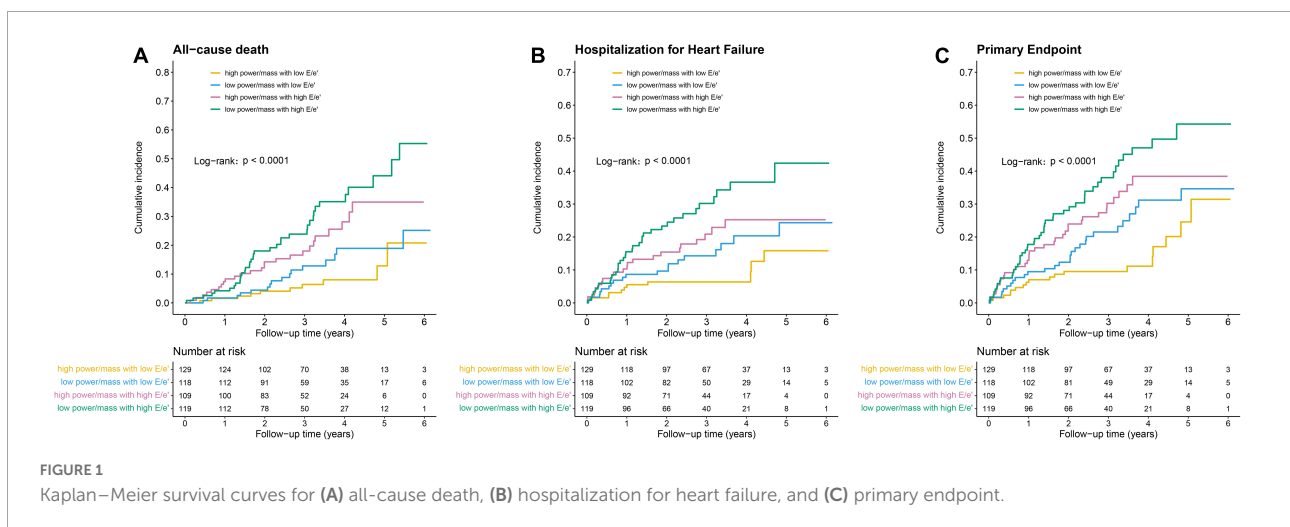 A All−cause death
0.8
0.7
0.6
0.5
0.4
0.3
0.2
0.1
0.0
Cumulative incidence
high power/mass with low E/e'
low power/mass with low E/e'
high power/mass with high E/e'
low power/mass with high E/e'
Log−rank: p < 0.0001
0 1 2 3 4 5 6
Follow−up time (years)
Number at risk
high power/mass with low E/e' 129 124 102 70 38 13 3
low power/mass with low E/e' 118 112 91 59 35 17 6
high power/mass with high E/e' 109 100 83 52 24 6 0
low power/mass with high E/e' 119 112 78 50 27 12 1
0 1 2 3 4 5 6
Follow−up time (years)
B Hospitalization for Heart Failure
0.7
0.6
0.5
0.4
0.3
0.2
0.1
0.0
Cumulative incidence
high power/mass with low E/e'
low power/mass with low E/e'
high power/mass with high E/e'
low power/mass with high E/e'
Log−rank: p < 0.0001
0 1 2 3 4 5 6
Follow−up time (years)
Number at risk
high power/mass with low E/e' 129 118 97 67 37 13 3
low power/mass with low E/e' 118 102 82 50 29 14 5
high power/mass with high E/e' 109 92 71 44 17 4 0
low power/mass with high E/e' 119 96 66 40 21 8 1
0 1 2 3 4 5 6
Follow−up time (years)
C Primary Endpoint
0.7
0.6
0.5
0.4
0.3
0.2
0.1
0.0
Cumulative incidence
high power/mass with low E/e'
low power/mass with low E/e'
high power/mass with high E/e'
low power/mass with high E/e'
Log−rank: p < 0.0001
0 1 2 3 4 5 6
Follow−up time (years)
Number at risk
high power/mass with low E/e' 129 118 97 67 37 13 3
low power/mass with low E/e' 118 102 81 49 29 14 5
high power/mass with high E/e' 109 92 71 44 17 4 0
low power/mass with high E/e' 119 96 66 40 21 8 1
0 1 2 3 4 5 6
Follow−up time (years)
FIGURE 1
Kaplan–Meier survival curves for (A) all-cause death, (B) hospitalization for heart failure, and (C) primary endpoint.